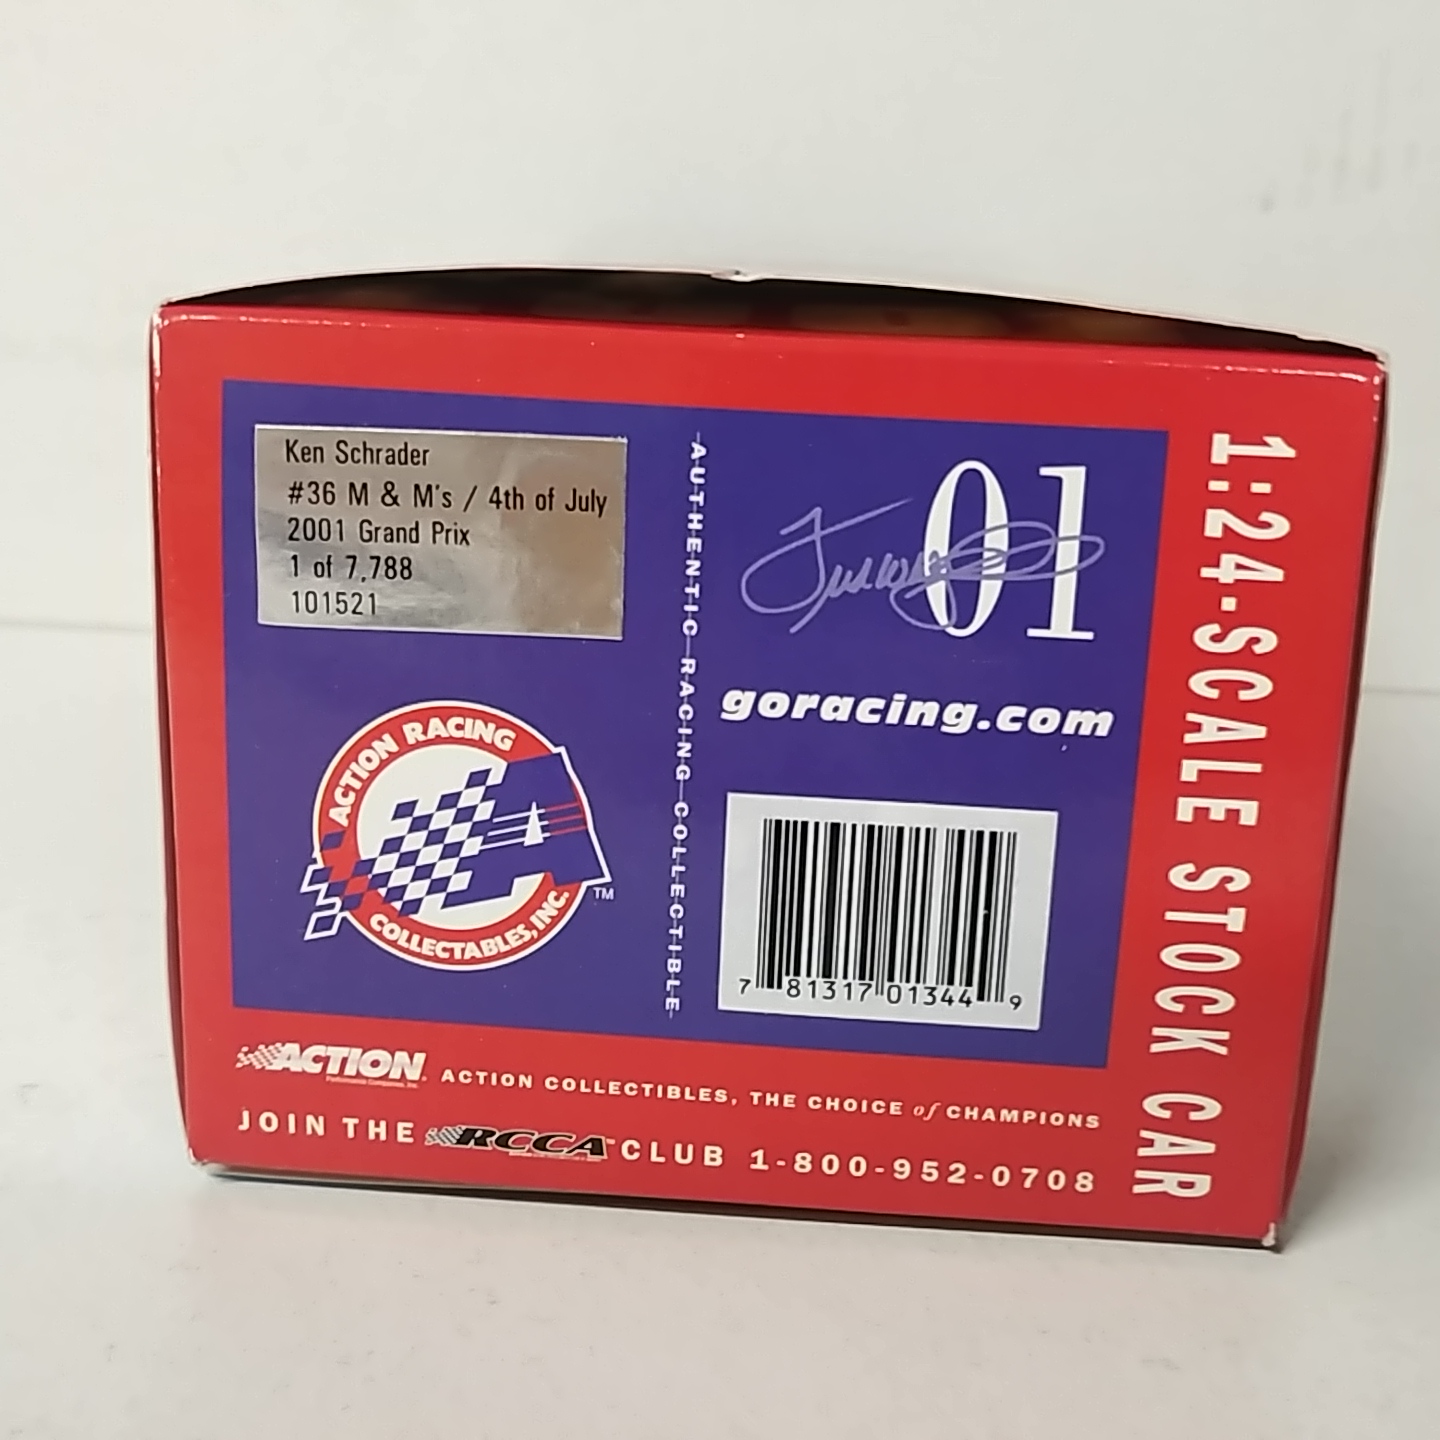 Ken Schrader
#36 M & M's / 4th of July
2001 Grand Prix
1 of 7,788
101521
AUTHENTIC RACING COLLECTIBLE
01
goracing.com
ACTION RACING
COLLECTABLES, INC.
TM
7 81317 01344 9
1:24-SCALE STOCK CAR
ACTION
ACTION COLLECTIBLES, THE CHOICE of CHAMPIONS
JOIN THE RCCA CLUB 1-800-952-0708